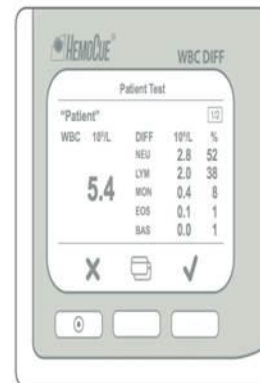 HemoCue®
WBC DIFF
Patient Test
"Patient"
1/2
WBC 10⁹/L DIFF 10⁹/L %
NEU 2.8 52
LYM 2.0 38
5.4
MON 0.4 8
EOS 0.1 1
BAS 0.0 1